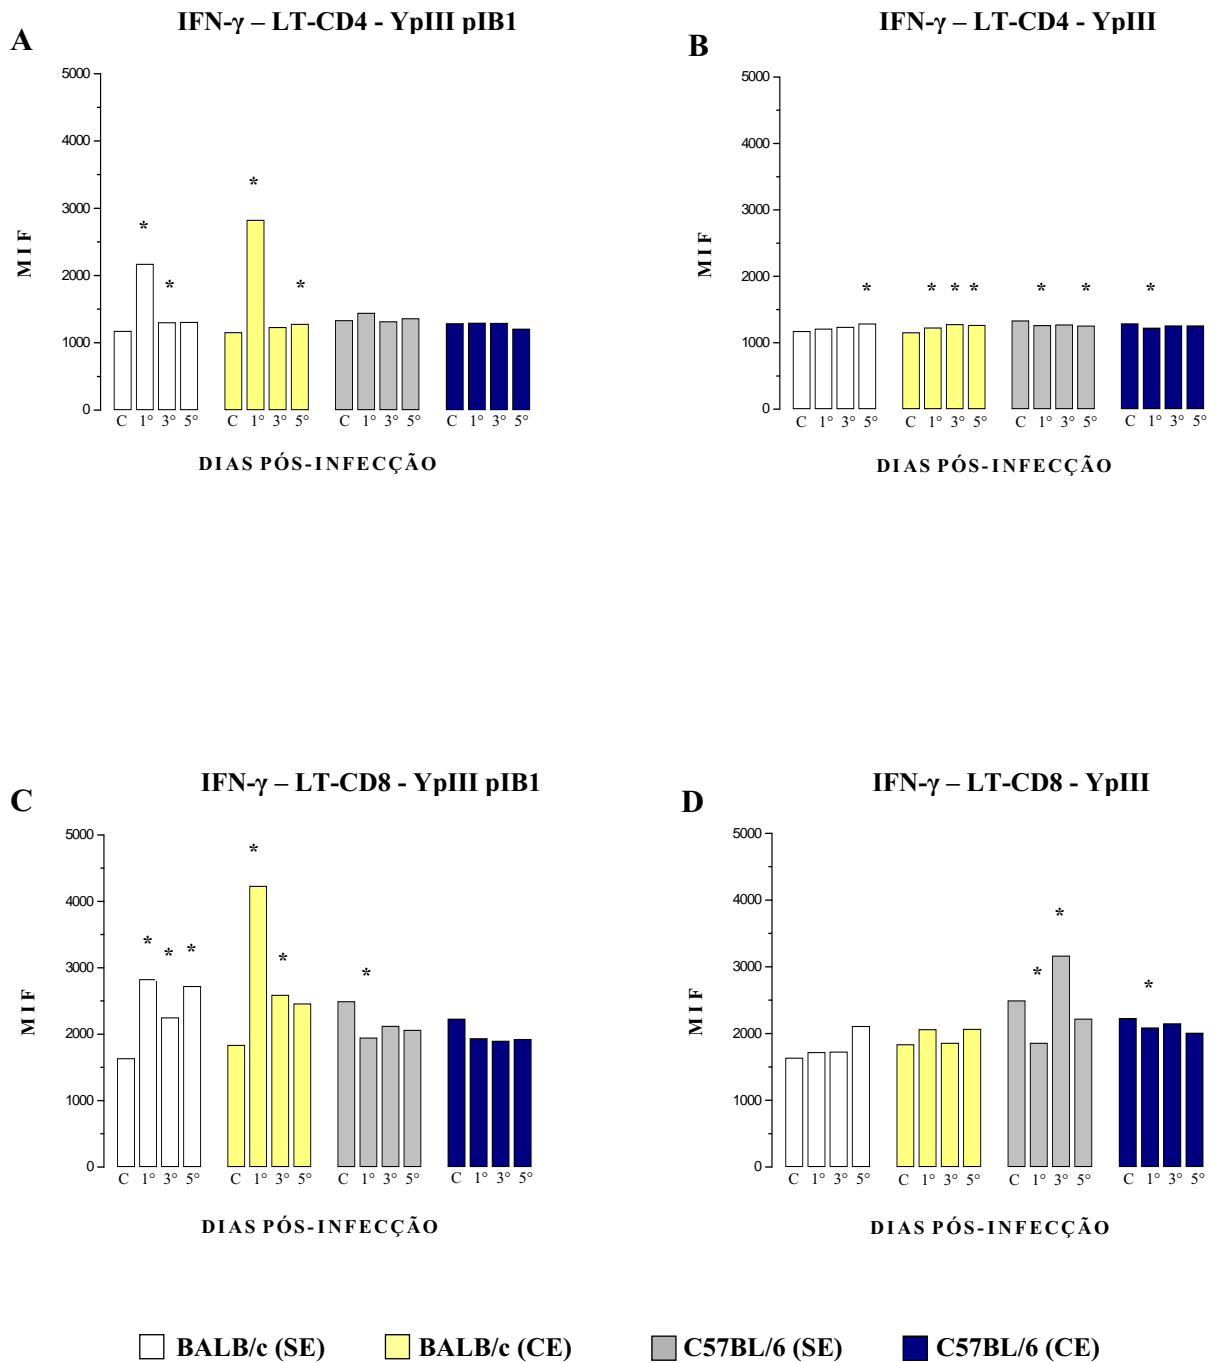 A
IFN-γ – LT-CD4 - YpIII pIB1
5000
4000
3000
2000
1000
0
MIF
*
*
*
*
C 1° 3° 5° C 1° 3° 5° C 1° 3° 5° C 1° 3° 5°
DIAS PÓS-INFECÇÃO
B
IFN-γ – LT-CD4 - YpIII
5000
4000
3000
2000
1000
0
MIF
* * * * * * *
C 1° 3° 5° C 1° 3° 5° C 1° 3° 5° C 1° 3° 5°
DIAS PÓS-INFECÇÃO
C
IFN-γ – LT-CD8 - YpIII pIB1
5000
4000
3000
2000
1000
0
MIF
*
* * *
*
*
C 1° 3° 5° C 1° 3° 5° C 1° 3° 5° C 1° 3° 5°
DIAS PÓS-INFECÇÃO
D
IFN-γ – LT-CD8 - YpIII
5000
4000
3000
2000
1000
0
MIF
*
*
*
C 1° 3° 5° C 1° 3° 5° C 1° 3° 5° C 1° 3° 5°
DIAS PÓS-INFECÇÃO
BALB/c (SE) BALB/c (CE) C57BL/6 (SE) C57BL/6 (CE)